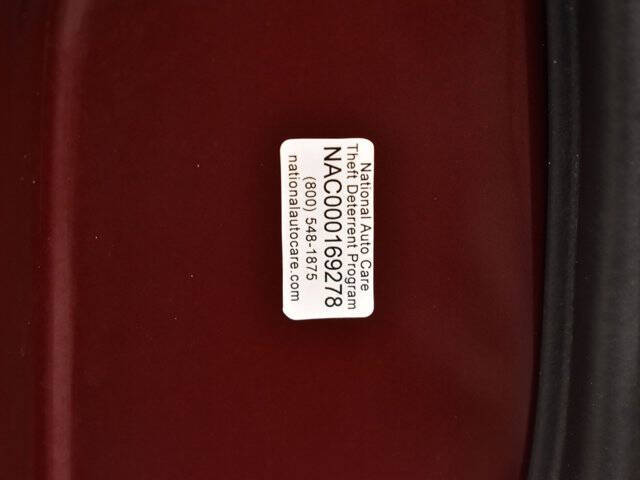 National Auto Care
Theft Deterrent Program
NAC000169278
(800) 548-1875
nationalautocare.com